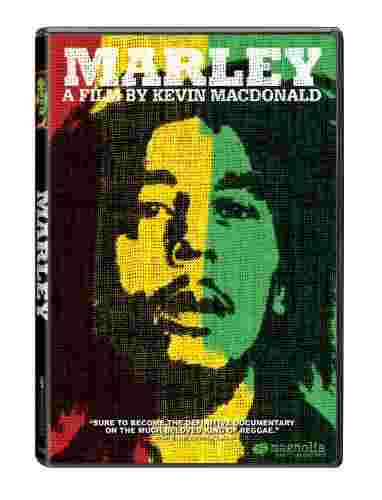 MARLEY
A FILM BY KEVIN MACDONALD
MARLEY
"SURE TO BECOME THE DEFINITIVE DOCUMENTARY
ON THE MUCH BELOVED KING OF REGGAE."
magnolia